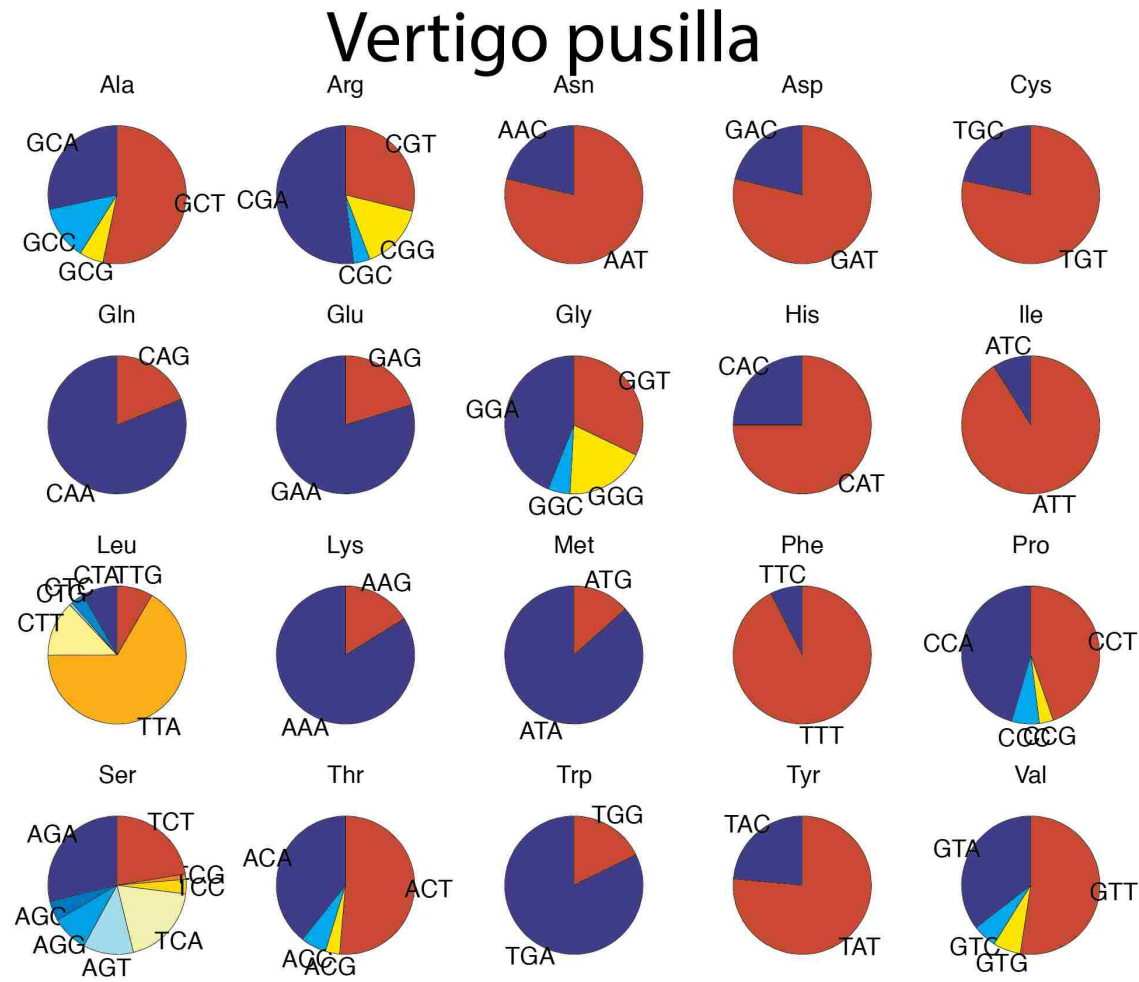 Vertigo pusilla
Ala Arg Asn Asp Cys
GCA GCT GCC GCG
CGA CGT CGG CGC
AAC AAT
GAC GAT
TGC TGT
Gln Glu Gly His Ile
CAG CAA
GAG GAA
GGA GGT GGG GGC
CAC CAT
ATC ATT
Leu Lys Met Phe Pro
CTA TTG CTC CTG CTT TTA
AAG AAA
ATG ATA
TTC TTT
CCA CCT CCC CCG
Ser Thr Trp Tyr Val
AGA TCT TCG TCC AGC AGG TCA AGT
ACA ACT ACC ACG
TGG TGA
TAC TAT
GTA GTT GTC GTG